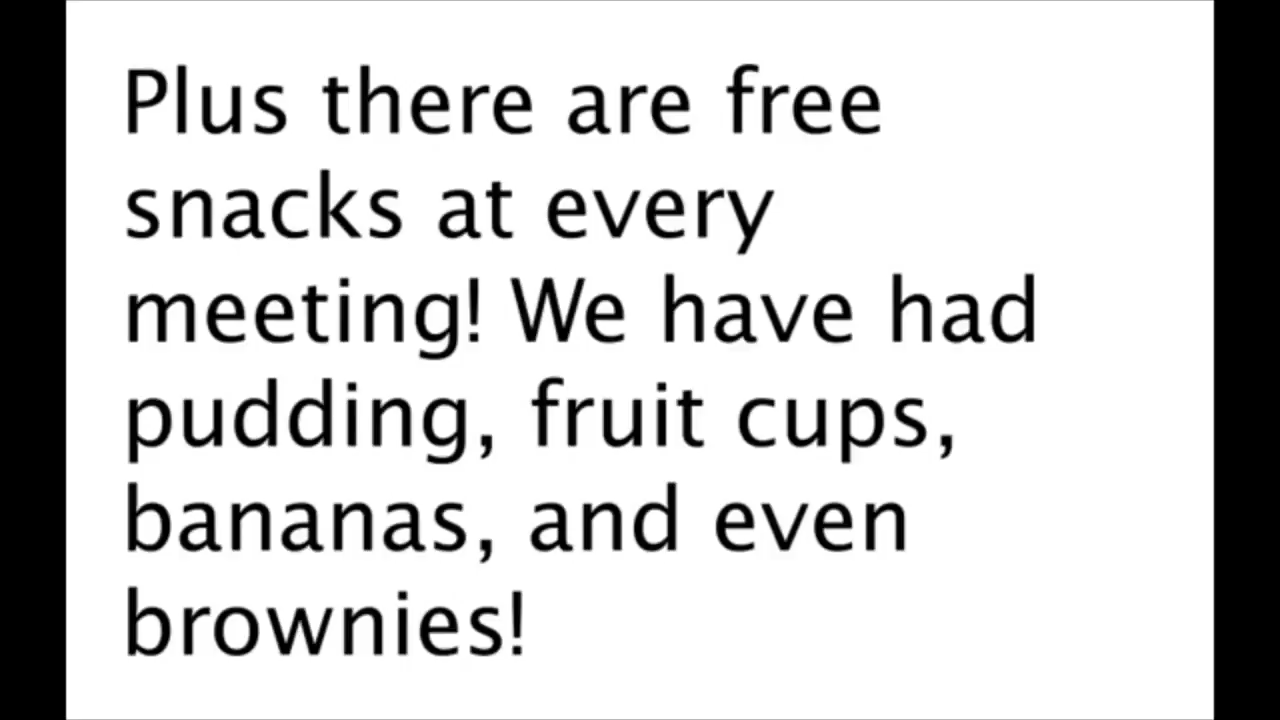 Plus there are free
snacks at every
meeting! We have had
pudding, fruit cups,
bananas, and even
brownies!